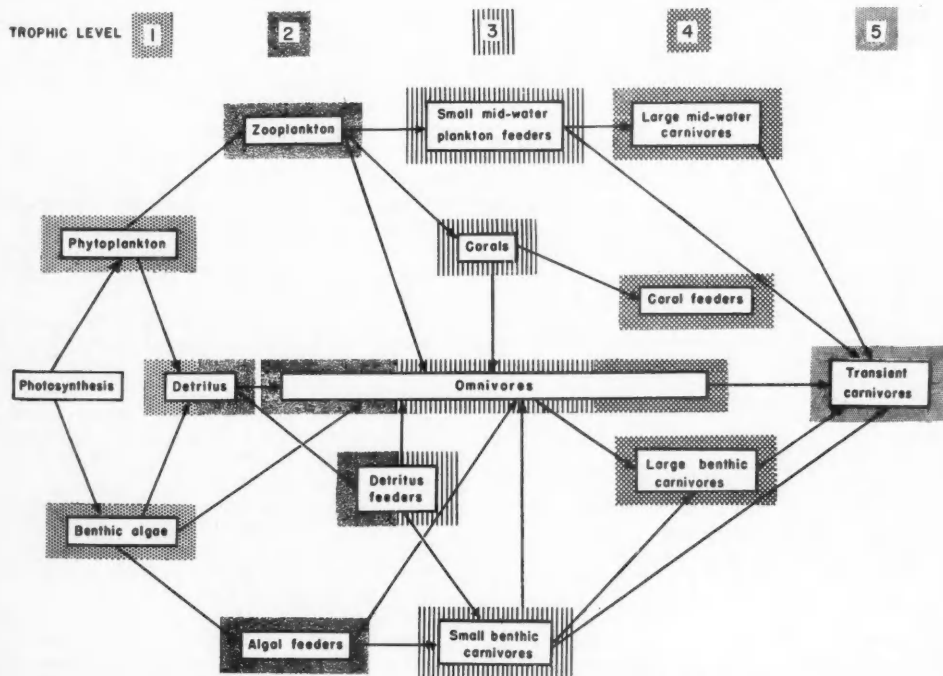 TROPHIC LEVEL 1 2 3 4 5
Zooplankton
Small mid-water
plankton feeders
Large mid-water
carnivores
Phytoplankton
Corals
Coral feeders
Photosynthesis
Detritus
Omnivores
Transient
carnivores
Detritus
feeders
Large benthic
carnivores
Benthic algae
Algal feeders
Small benthic
carnivores